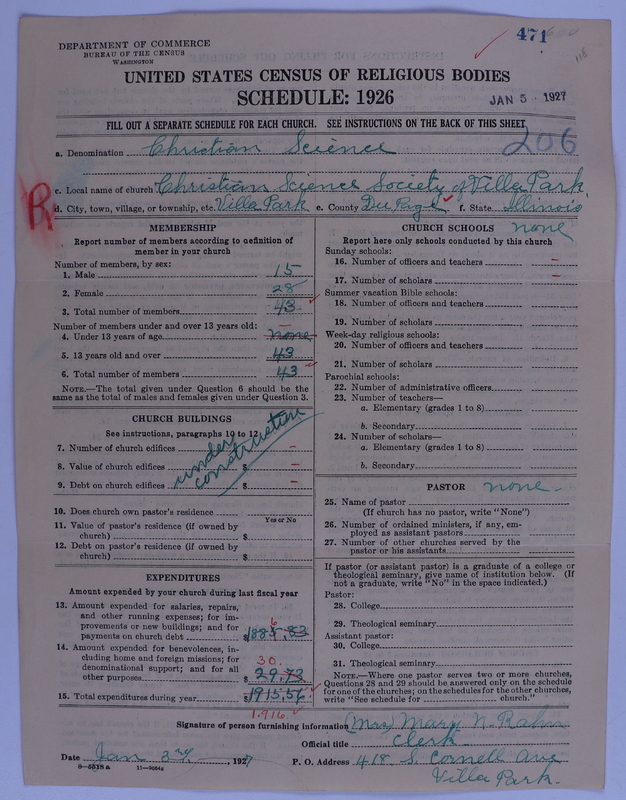 471
DEPARTMENT OF COMMERCE
BUREAU OF THE CENSUS
WASHINGTON
UNITED STATES CENSUS OF RELIGIOUS BODIES
SCHEDULE: 1926
JAN 5 1927
FILL OUT A SEPARATE SCHEDULE FOR EACH CHURCH. SEE INSTRUCTIONS ON THE BACK OF THIS SHEET
206
a. Denomination Christian Science
c. Local name of church Christian Science Society of Villa Park,
R
d. City, town, village, or township, etc. Villa Park e. County Du Page f. State Illinois
MEMBERSHIP
Report number of members according to definition of
member in your church
Number of members, by sex:
1. Male 15
2. Female 28
3. Total number of members 43
Number of members under and over 13 years old:
4. Under 13 years of age none
5. 13 years old and over 43
6. Total number of members 43
NOTE.—The total given under Question 6 should be the
same as the total of males and females given under Question 3.
CHURCH BUILDINGS
See instructions, paragraphs 10 to 12
7. Number of church edifices –
8. Value of church edifices $ –
9. Debt on church edifices $ –
under
construction
10. Does church own pastor's residence
Yes or No
11. Value of pastor's residence (if owned by
church) $
12. Debt on pastor's residence (if owned by
church) $
EXPENDITURES
Amount expended by your church during last fiscal year
13. Amount expended for salaries, repairs,
and other running expenses; for im-
provements or new buildings; and for
payments on church debt $1885,83
6
14. Amount expended for benevolences, in-
cluding home and foreign missions; for
denominational support; and for all
other purposes $29,73
30.
15. Total expenditures during year $1915,56
1,916
CHURCH SCHOOLS none
Report here only schools conducted by this church
Sunday schools:
16. Number of officers and teachers –
17. Number of scholars –
Summer vacation Bible schools:
18. Number of officers and teachers
19. Number of scholars
Week-day religious schools:
20. Number of officers and teachers
21. Number of scholars
Parochial schools:
22. Number of administrative officers
23. Number of teachers—
a. Elementary (grades 1 to 8)
b. Secondary
24. Number of scholars—
a. Elementary (grades 1 to 8)
b. Secondary
PASTOR none
25. Name of pastor
(If church has no pastor, write "None")
26. Number of ordained ministers, if any, em-
ployed as assistant pastors
27. Number of other churches served by the
pastor or his assistants
If pastor (or assistant pastor) is a graduate of a college or
theological seminary, give name of institution below. (If
not a graduate, write "No" in the space indicated.)
Pastor:
28. College
29. Theological seminary
Assistant pastor:
30. College
31. Theological seminary
NOTE.—Where one pastor serves two or more churches,
Questions 28 and 29 should be answered only on the schedule
for one of the churches; on the schedules for the other churches,
write "See schedule for church."
Signature of person furnishing information (Mrs) Mary N. Rahn
Official title Clerk
Date Jan 3rd, 1927 P. O. Address 418 S. Cornell Ave
Villa Park.
8—5518 a 11—9084